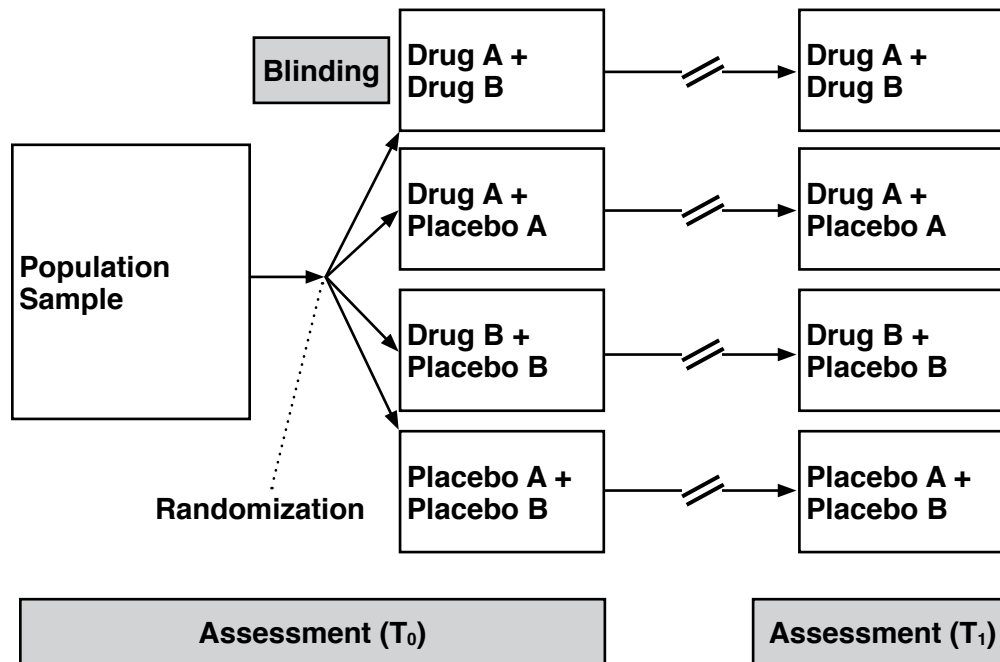 Blinding
Drug A +
Drug B
Drug A +
Drug B
Population
Sample
Drug A +
Placebo A
Drug A +
Placebo A
Drug B +
Placebo B
Drug B +
Placebo B
Randomization
Placebo A +
Placebo B
Placebo A +
Placebo B
Assessment (T₀)
Assessment (T₁)